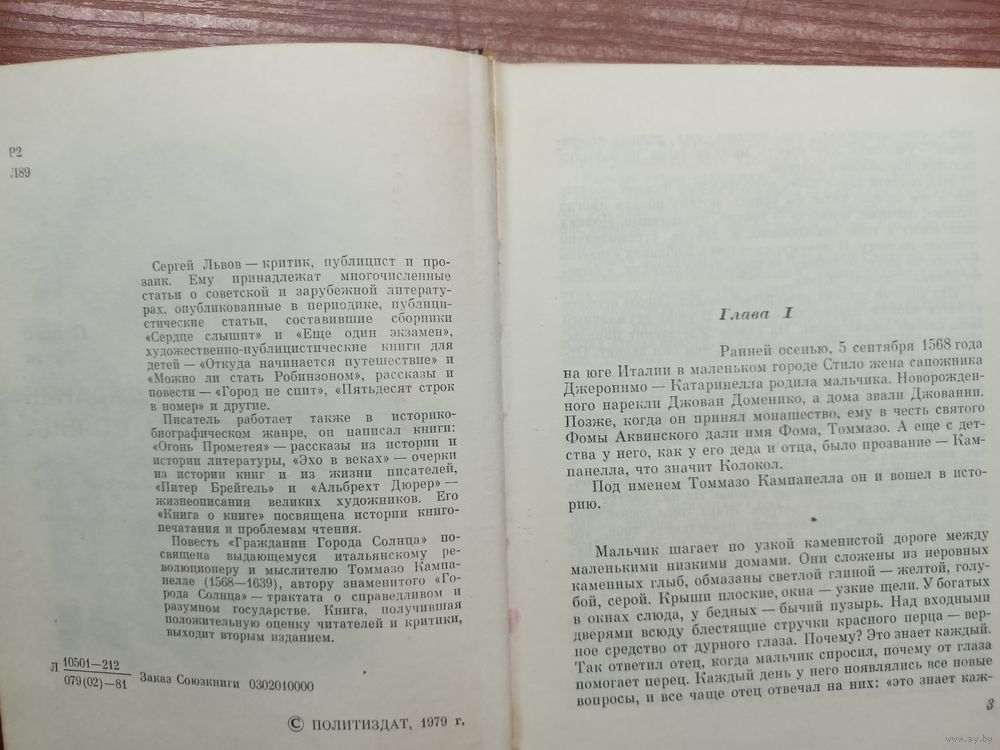 Р2
Л89
Сергей Львов — критик, публицист и про-
заик. Ему принадлежат многочисленные
статьи о советской и зарубежной литерату-
рах, опубликованные в периодике, публици-
стические статьи, составившие сборники
«Сердце слышит» и «Еще один экзамен»,
художественно-публицистические книги для
детей — «Откуда начинается путешествие» и
«Можно ли стать Робинзоном», рассказы и
повести — «Город не спит», «Пятьдесят строк
в номер» и другие.
Писатель работает также в историко-
биографическом жанре, он написал книги:
«Огонь Прометея» — рассказы из истории и
истории литературы, «Эхо в веках» — очерки
из истории книг и из жизни писателей,
«Питер Брейгель» и «Альбрехт Дюрер» —
жизнеописания великих художников. Его
«Книга о книге» посвящена истории книго-
печатания и проблемам чтения.
Повесть «Гражданин Города Солнца» по-
священа выдающемуся итальянскому ре-
волюционеру и мыслителю Томмазо Кампа-
нелле (1568—1639), автору знаменитого «Го-
рода Солнца» — трактата о справедливом и
разумном государстве. Книга, получившая
положительную оценку читателей и критики,
выходит вторым изданием.
Л 10501—212
079(02)—81 Заказ Союзкниги 0302010000
© ПОЛИТИЗДАТ, 1979 г.
Глава I
Ранней осенью, 5 сентября 1568 года
на юге Италии в маленьком городе Стило жена сапожника
Джеронимо — Катаринелла родила мальчика. Новорожден-
ного нарекли Джован Доменико, а дома звали Джованни.
Позже, когда он принял монашество, ему в честь святого
Фомы Аквинского дали имя Фома, Томмазо. А еще с дет-
ства у него, как у его деда и отца, было прозвание — Кам-
панелла, что значит Колокол.
Под именем Томмазо Кампанелла он и вошел в исто-
рию.
Мальчик шагает по узкой каменистой дороге между
маленькими низкими домами. Они сложены из неровных
каменных глыб, обмазаны светлой глиной — желтой, голу-
бой, серой. Крыши плоские, окна — узкие щели. У богатых
в окнах слюда, у бедных — бычий пузырь. Над входными
дверями всюду блестящие стручки красного перца — вер-
ное средство от дурного глаза. Почему? Это знает каждый.
Так ответил отец, когда мальчик спросил, почему от глаза
помогает перец. Каждый день у него появлялись все новые
вопросы, и все чаще отец отвечал на них: «это знает каж-
3
www.ay.by